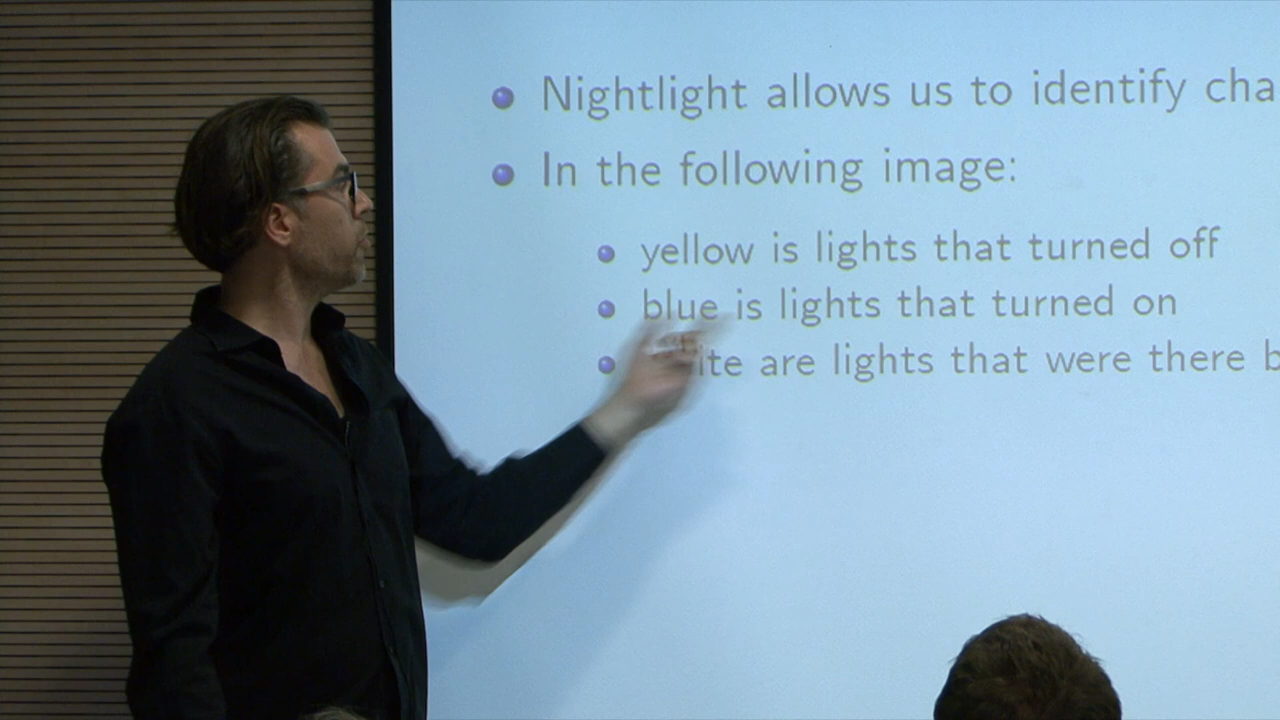 Nightlight allows us to identify
In the following image:
yellow is lights that turned off
blue is lights that turned on
are lights that were there